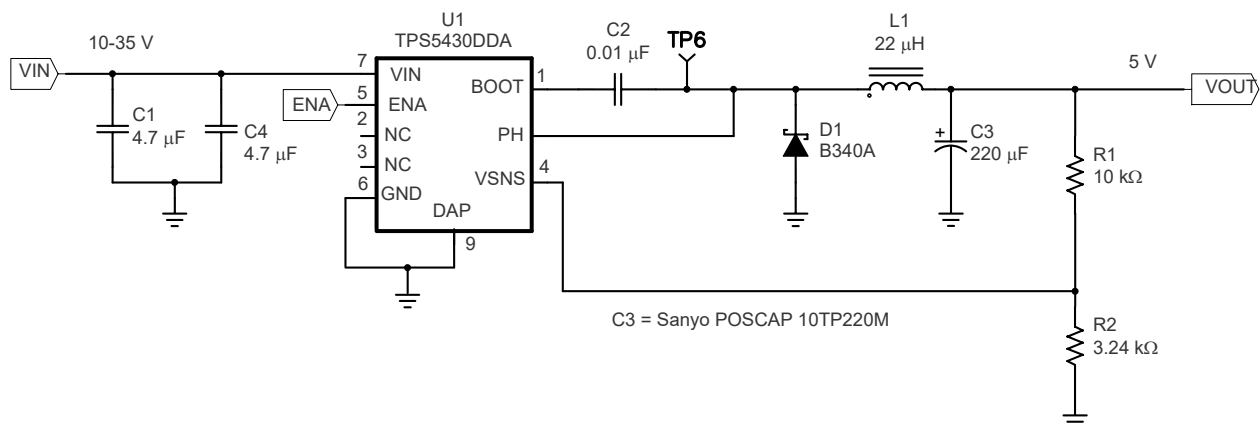 U1
TPS5430DDA
10-35 V
VIN
C1
4.7 μF
C4
4.7 μF
ENA
7
5
2
3
6
VIN
ENA
NC
NC
GND
DAP
9
BOOT
PH
VSNS
1
4
C2
0.01 μF
TP6
D1
B340A
L1
22 μH
C3
220 μF
5 V
VOUT
R1
10 kΩ
R2
3.24 kΩ
C3 = Sanyo POSCAP 10TP220M
+